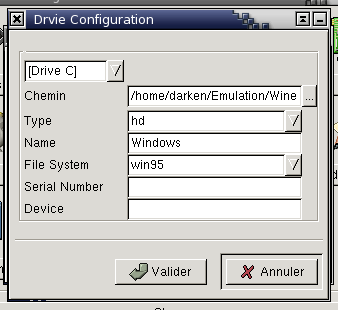 Drvie Configuration
[Drive C]
Chemin /home/darken/Emulation/Wine ...
Type hd
Name Windows
File System win95
Serial Number
Device
Valider Annuler